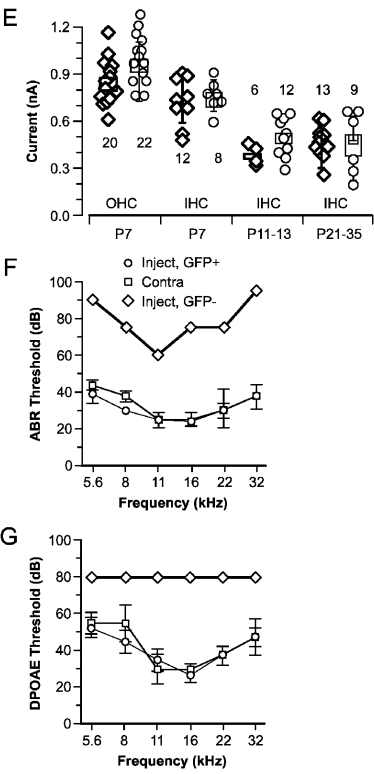 E
1.2
0.9
0.6
0.3
0.0
Current (nA)
20 22 12 8 6 12 13 9
OHC IHC IHC IHC
P7 P7 P11-13 P21-35
F
Inject, GFP+
Contra
Inject, GFP-
100
80
60
40
20
0
ABR Threshold (dB)
5.6 8 11 16 22 32
Frequency (kHz)
G
100
80
60
40
20
0
DPOAE Threshold (dB)
5.6 8 11 16 22 32
Frequency (kHz)